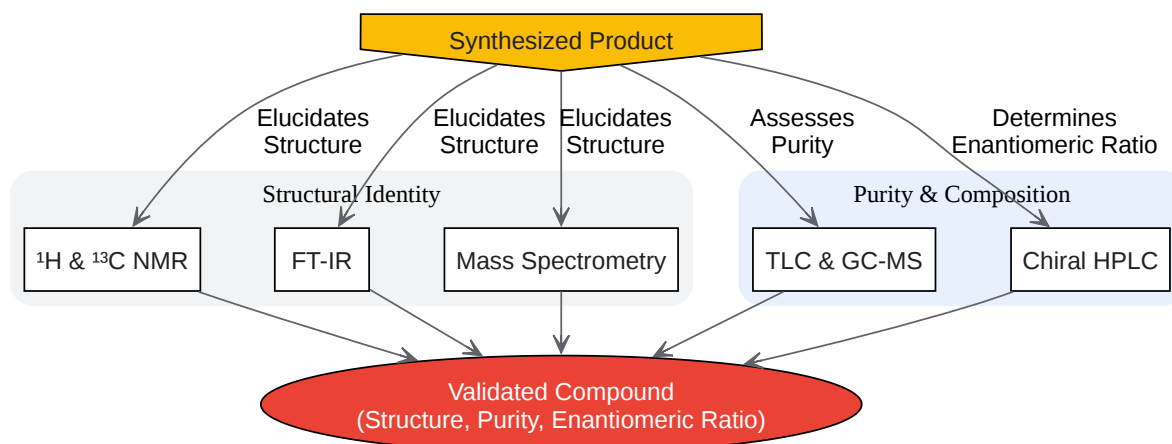 Synthesized Product
Elucidates
Structure
Elucidates
Structure
Elucidates
Structure
Assesses
Purity
Determines
Enantiomeric Ratio
Structural Identity
Purity & Composition
¹H & ¹³C NMR
FT-IR
Mass Spectrometry
TLC & GC-MS
Chiral HPLC
Validated Compound
(Structure, Purity, Enantiomeric Ratio)